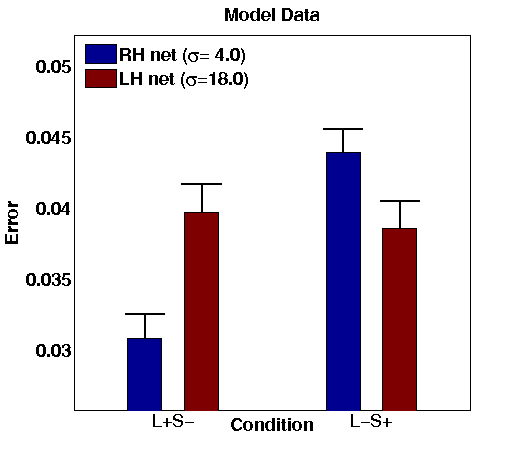 Model Data
0.05
0.045
0.04
0.035
0.03
Error
RH net (σ= 4.0)
LH net (σ=18.0)
L+S−
L−S+
Condition